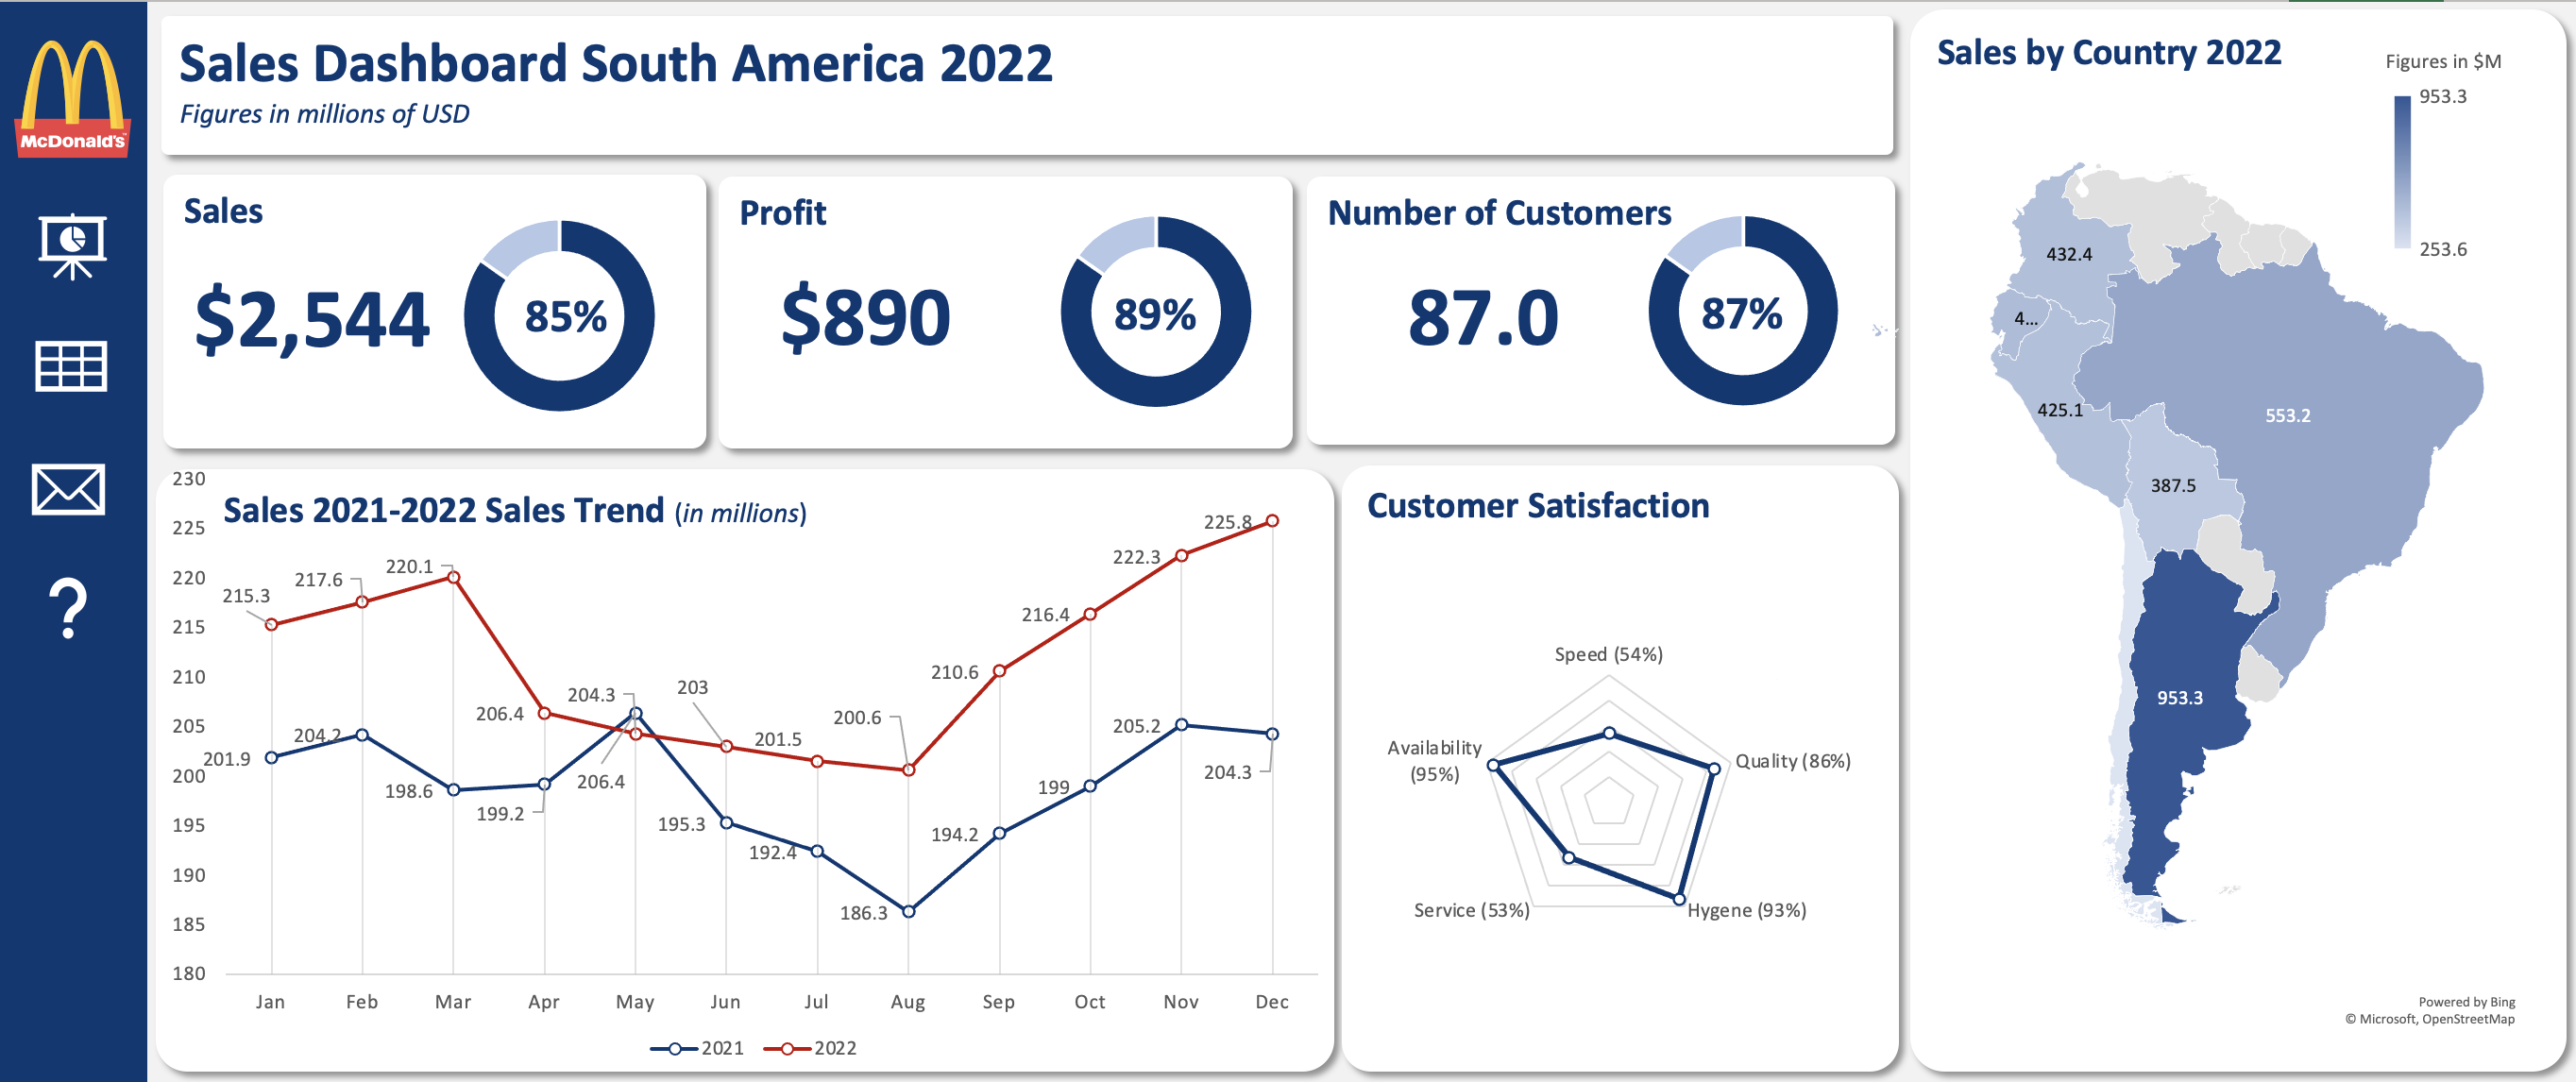 McDonald's
Sales Dashboard South America 2022
Figures in millions of USD
Sales
$2,544
85%
Profit
$890
89%
Number of Customers
87.0
87%
Sales 2021-2022 Sales Trend (in millions)
230
225
220
215
210
205
200
195
190
185
180
215.3
217.6
220.1
206.4
204.3
203
201.5
200.6
210.6
216.4
222.3
225.8
201.9
204.2
198.6
199.2
206.4
195.3
192.4
186.3
194.2
199
205.2
204.3
Jan Feb Mar Apr May Jun Jul Aug Sep Oct Nov Dec
2021 2022
Customer Satisfaction
Speed (54%)
Quality (86%)
Hygene (93%)
Service (53%)
Availability
(95%)
Sales by Country 2022
Figures in $M
953.3
253.6
432.4
4...
425.1
553.2
387.5
953.3
Powered by Bing
© Microsoft, OpenStreetMap
?